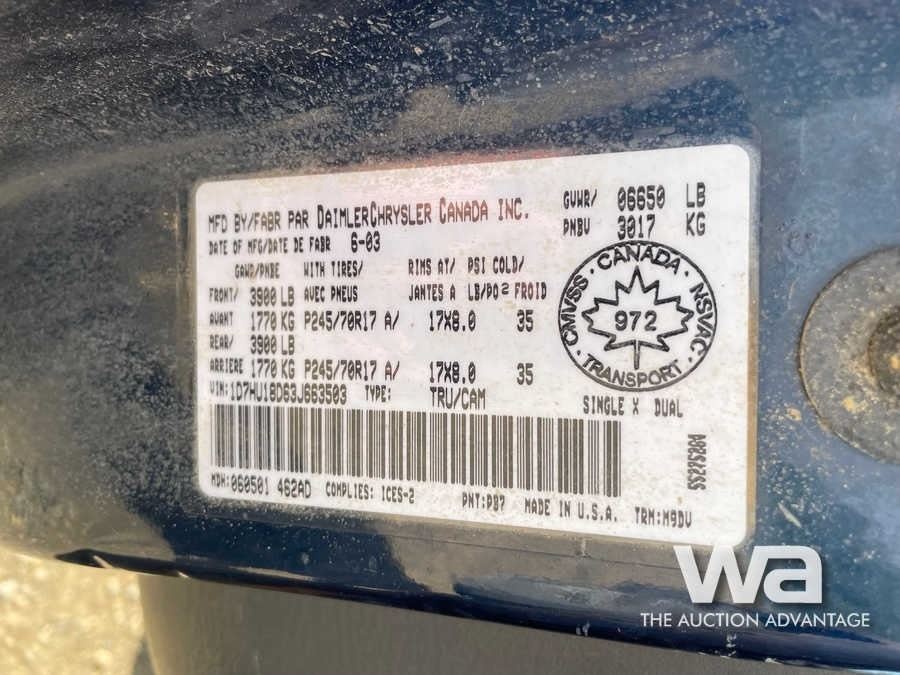 MFD BY/FABR PAR DAIMLERCHRYSLER CANADA INC.
GVWR/ 06650 LB
DATE OF MFG/DATE DE FABR 6-03
PNBV 3017 KG
GAWR/PNBE WITH TIRES/ RIMS AT/ PSI COLD/
FRONT/ 3900 LB AVEC PNEUS JANTES A LB/PO2 FROID
AVANT 1770 KG P245/70R17 A/ 17X8.0 35
REAR/ 3900 LB
ARRIERE 1770 KG P245/70R17 A/ 17X8.0 35
VIN: 1D7HU18D63J663503 TYPE: TRU/CAM
CMVSS · CANADA · NSVAC · TRANSPORT ·
972
SINGLE X DUAL
MDH: 060501 462AD COMPLIES: ICES-2 PNT: PB7 MADE IN U.S.A. TRM: M9DV
wa
THE AUCTION ADVANTAGE